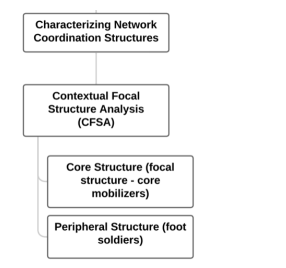 Characterizing Network
Coordination Structures
Contextual Focal
Structure Analysis
(CFSA)
Core Structure (focal
structure - core
mobilizers)
Peripheral Structure (foot
soldiers)